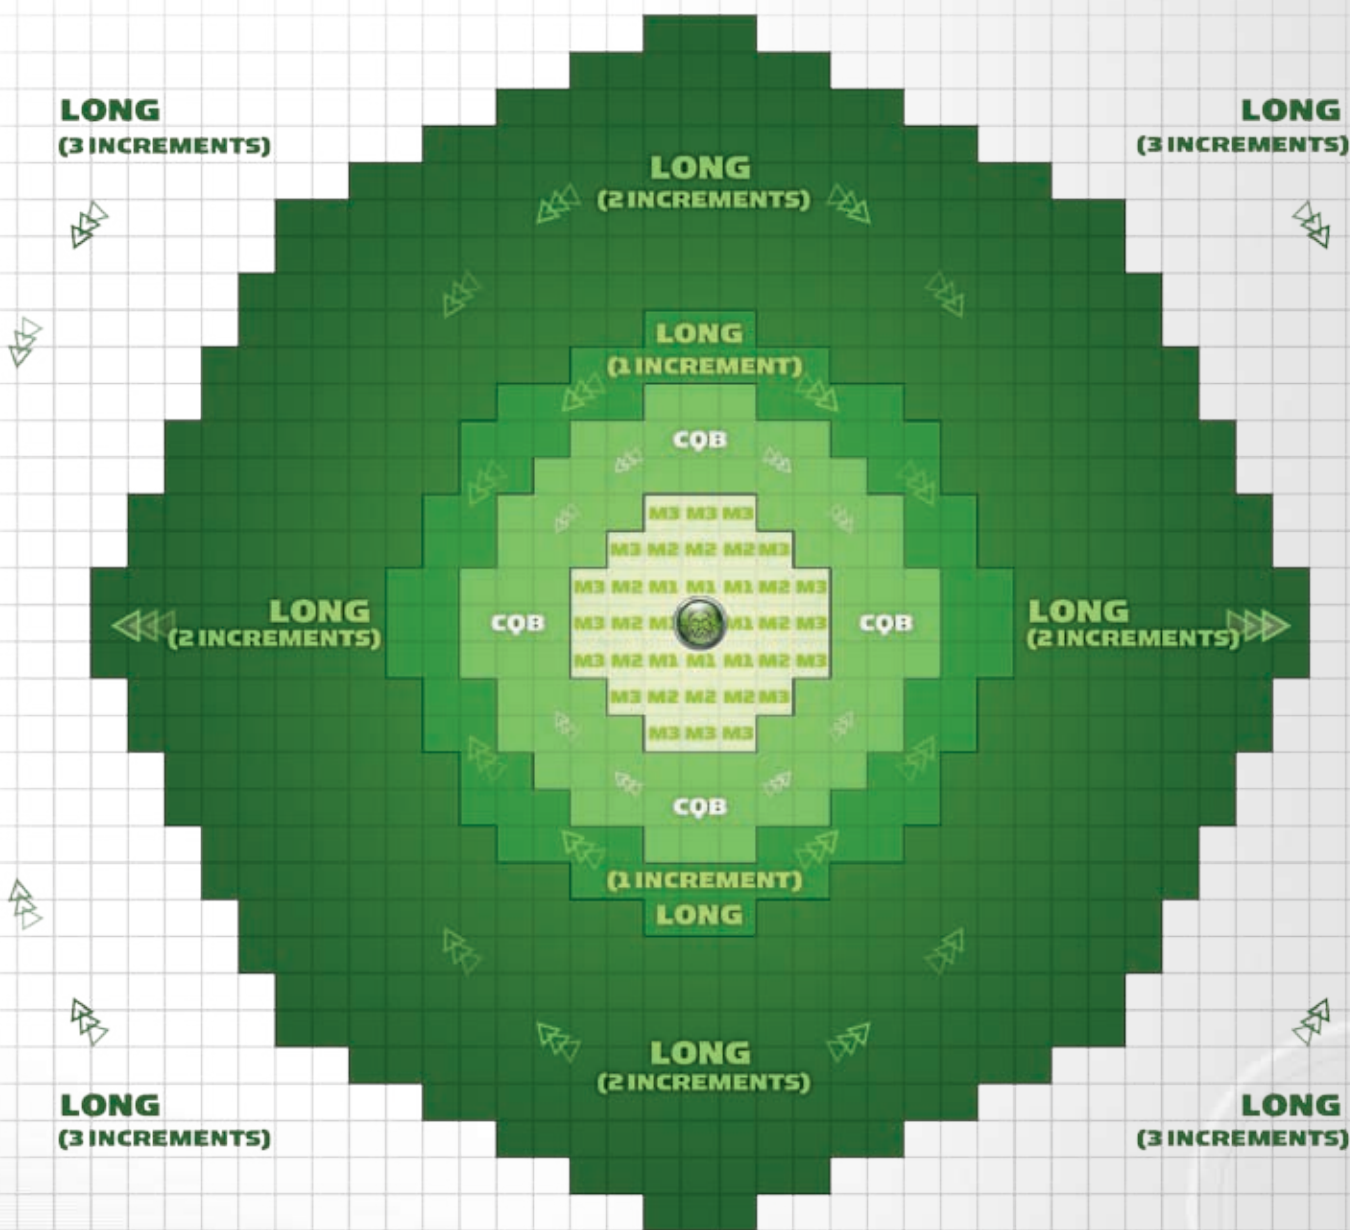 LONG
(3 INCREMENTS)
LONG
(3 INCREMENTS)
LONG
(2 INCREMENTS)
LONG
(1 INCREMENT)
CQB
M3 M3 M3
M3 M2 M2 M2 M3
M3 M2 M1 M1 M1 M2 M3
CQB
M3 M2 M1 M1 M2 M3
CQB
LONG
(2 INCREMENTS)
LONG
(2 INCREMENTS)
M3 M2 M1 M1 M1 M2 M3
M3 M2 M2 M2 M3
M3 M3 M3
CQB
(1 INCREMENT)
LONG
LONG
(2 INCREMENTS)
LONG
(3 INCREMENTS)
LONG
(3 INCREMENTS)